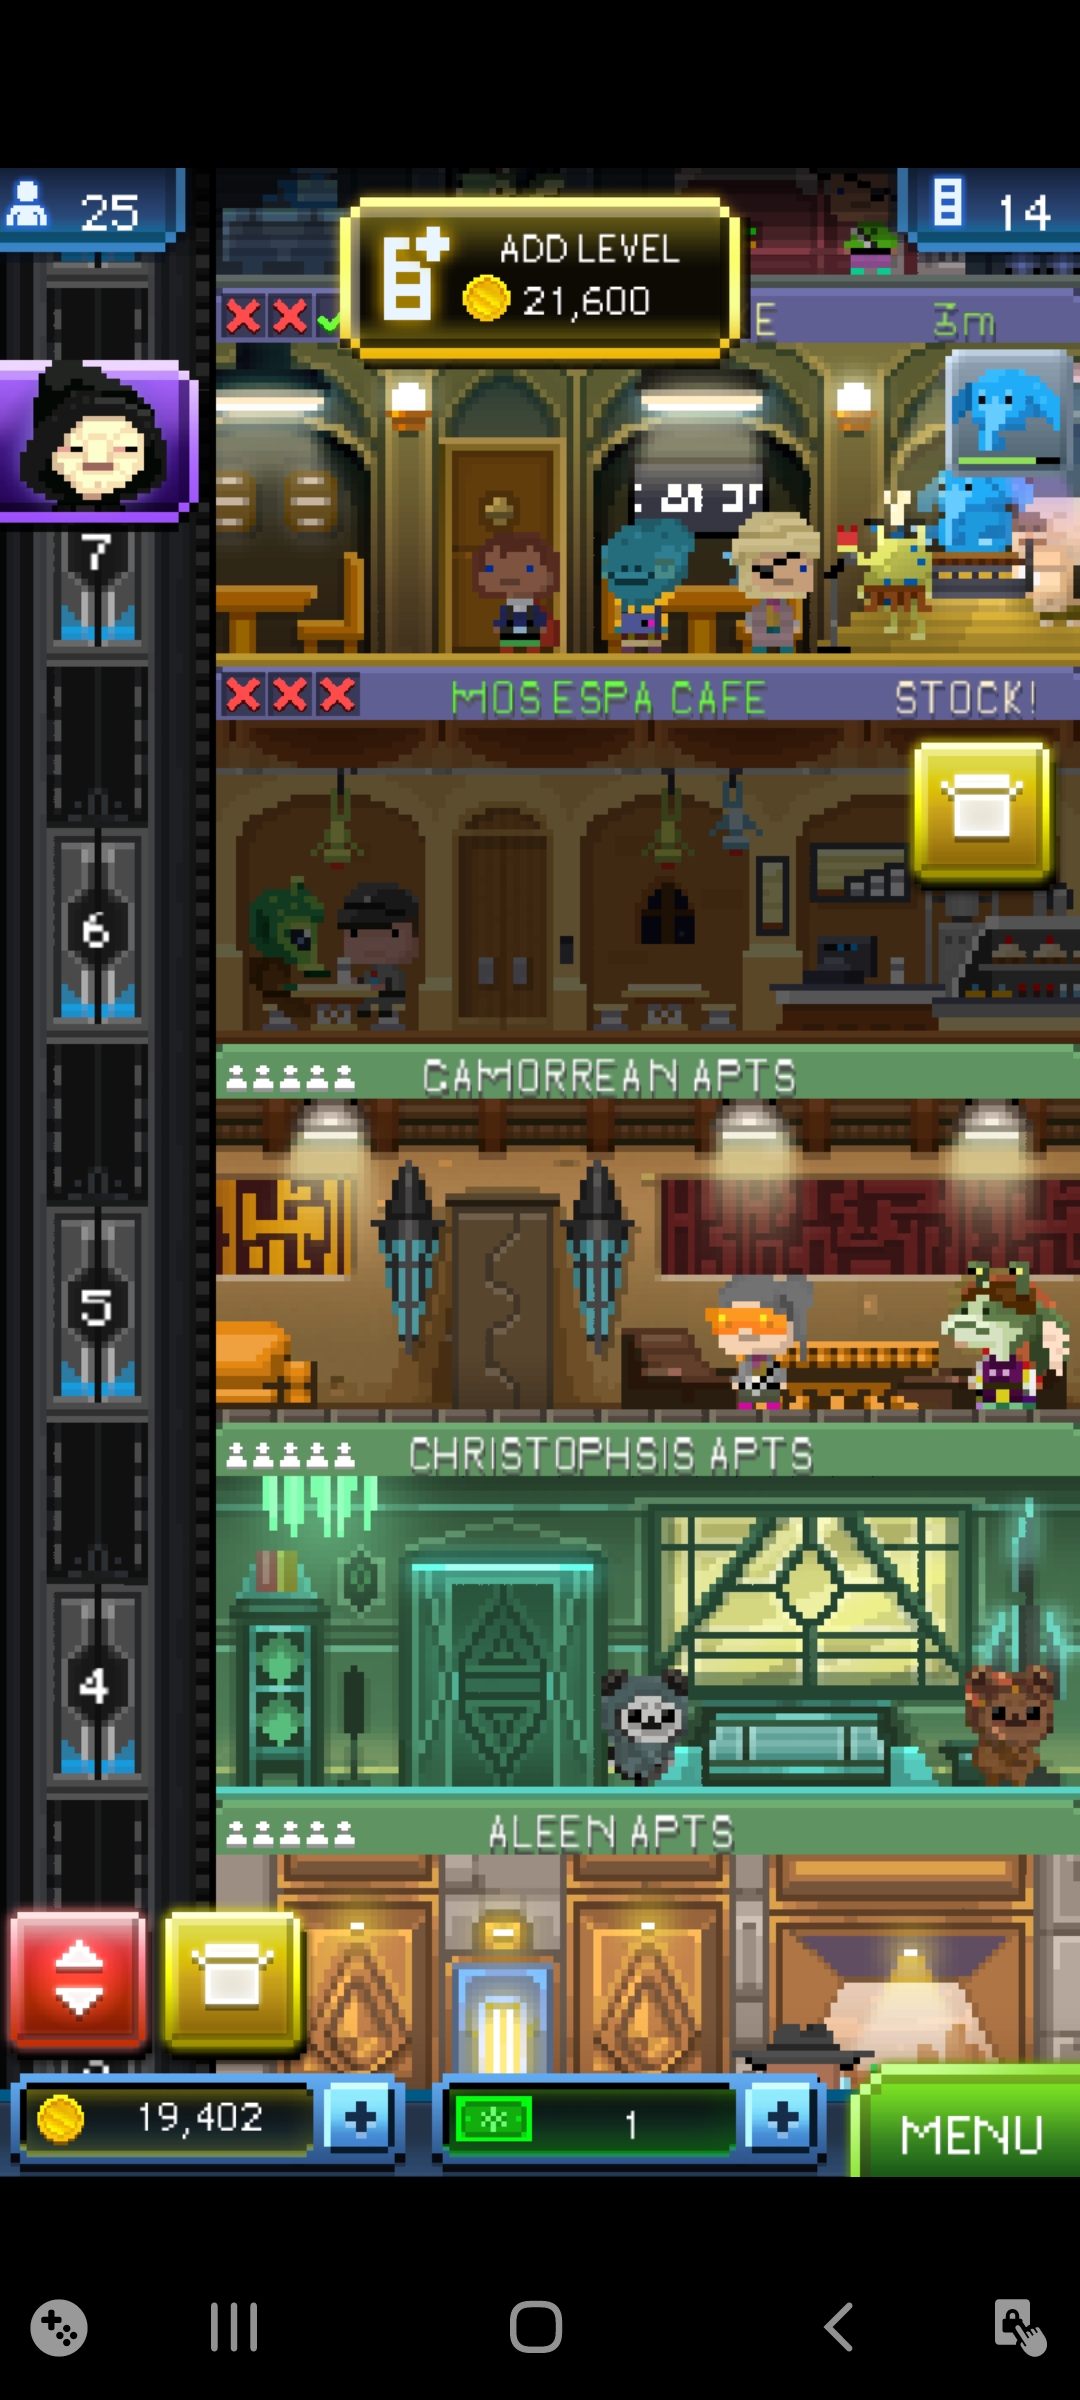 25
ADD LEVEL
21,600
14
E
3m
7
MOS ESPA CAFE
STOCK!
6
CAMORREAN APTS
5
CHRISTOPHSIS APTS
4
ALEEN APTS
19,402
1
MENU